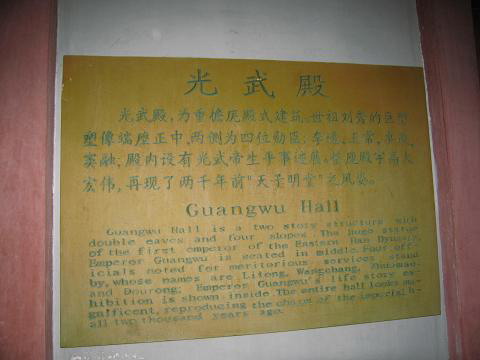 光武殿
光武殿,为重檐庑殿式建筑。世祖刘秀的巨型
塑像端座正中,两侧为四位勋臣:李通、王常、卓茂、
窦融;殿内设有光武帝生平事迹展。整座殿宇高大
宏伟,再现了两千年前"天子明堂"之风姿。
Guangwu Hall
Guangwu Hall is a two story structure with
double eaves and four slopes. The huge statue
of the first emperor of the Eastern Han Dynasty,
Emperor Guangwu is seated in middle. Four off-
icials noted for meritorious services stand
by, whose names are Litong, Wangchang, Zhuomao
and Dourong. Emperor Guangwu's life story ex-
hibition is shown inside. The entire hall looks ma-
gnificent, reproducing the charm of the imperial h-
all two thousand years ago.